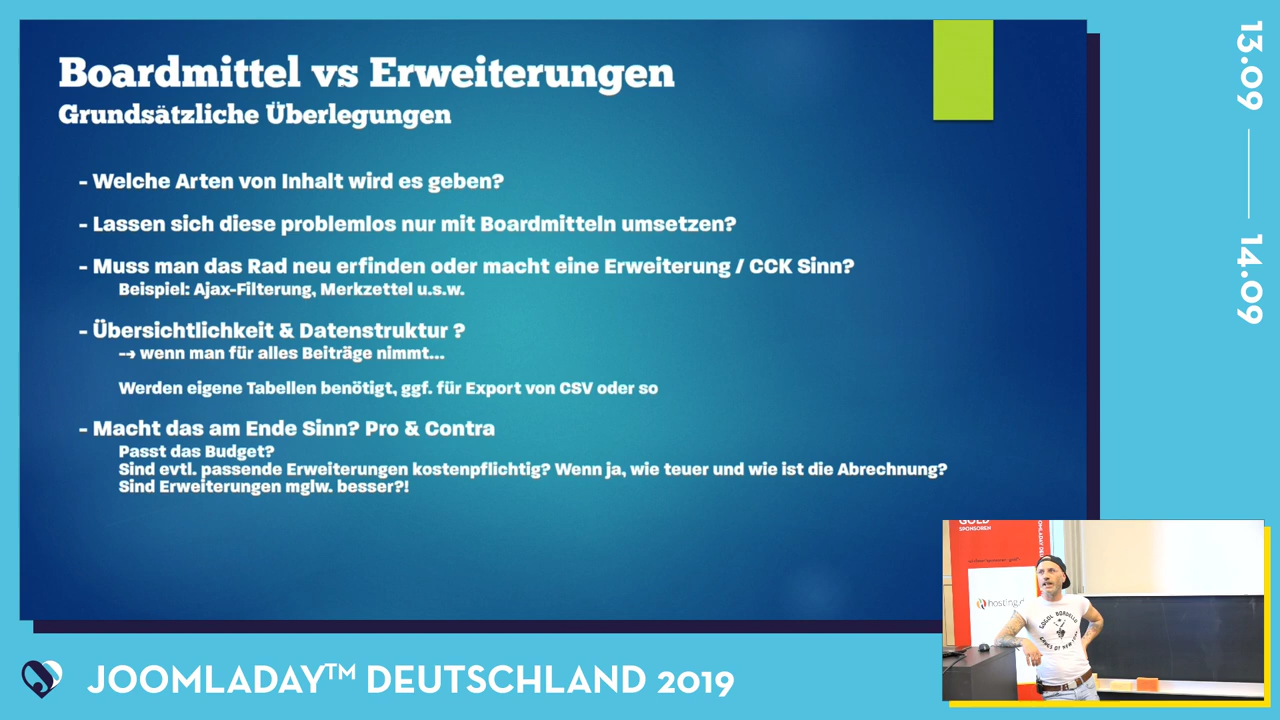 Boardmittel vs Erweiterungen
Grundsätzliche Überlegungen
- Welche Arten von Inhalt wird es geben?
- Lassen sich diese problemlos nur mit Boardmitteln umsetzen?
- Muss man das Rad neu erfinden oder macht eine Erweiterung / CCK Sinn?
Beispiel: Ajax-Filterung, Merkzettel u.s.w.
- Übersichtlichkeit & Datenstruktur ?
--> wenn man für alles Beiträge nimmt...
Werden eigene Tabellen benötigt, ggf. für Export von CSV oder so
- Macht das am Ende Sinn? Pro & Contra
Passt das Budget?
Sind evtl. passende Erweiterungen kostenpflichtig? Wenn ja, wie teuer und wie ist die Abrechnung?
Sind Erweiterungen mglw. besser?!
13.09
14.09
GOLD
SPONSOREN
hosting.d
GOGOL BORDELLO
JOOMLADAY™ DEUTSCHLAND 2019